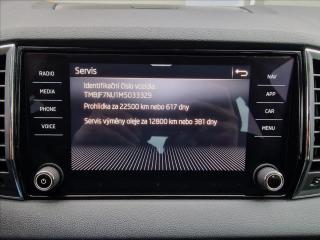 Servis
RADIO
MEDIA
PHONE
VOICE
Identifikační číslo vozidla:
TMBJF7NU1M5033329
Prohlídka za 22500 km nebo 617 dny
Servis výměny oleje za 12800 km nebo 381 dny
NAV
APP
CAR
MENU